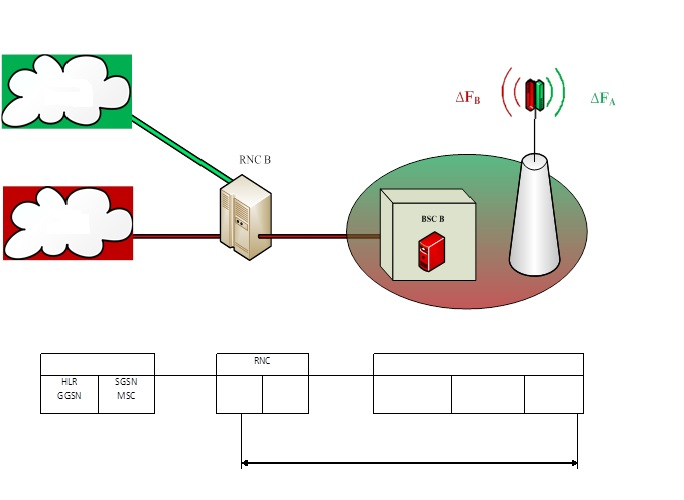 ΔF_B
ΔF_A
RNC B
BSC B
RNC
HLR
GGSN
SGSN
MSC